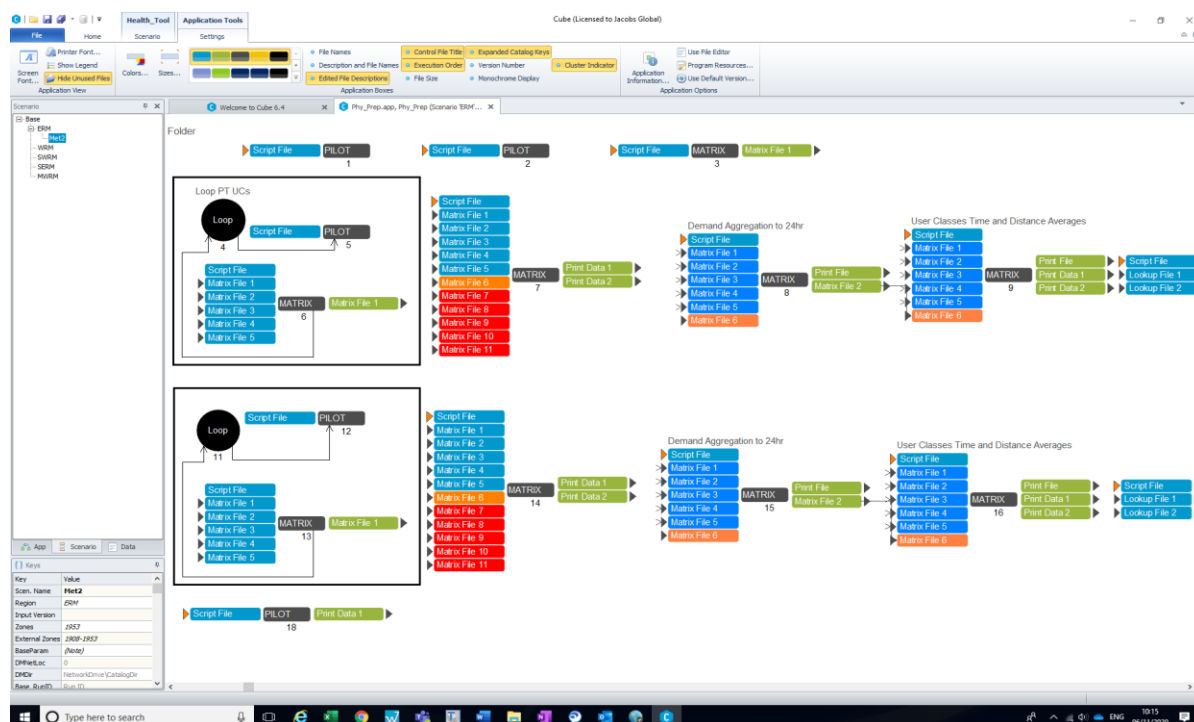 Health_Tool
Application Tools
Cube (Licensed to Jacobs Global)
File
Home
Scenario
Settings
Screen Font...
Printer Font...
Show Legend
Hide Unused Files
Application View
Colors...
Sizes...
File Names
Description and File Names
Edited File Descriptions
Control File Title
Execution Order
File Size
Expanded Catalog Keys
Version Number
Monochrome Display
Cluster Indicator
Application Boxes
Application Information...
Use File Editor
Program Resources...
Use Default Version...
Application Options
Scenario
Base
ERM
Met2
WRM
SWRM
SERM
MWRM
Welcome to Cube 6.4
Phy_Prep.app, Phy_Prep (Scenario 'ERM'...
Folder
Script File PILOT
1
Script File PILOT
2
Script File MATRIX Matrix File 1
3
Loop PT UCs
Loop
4
Script File PILOT
5
Script File
Matrix File 1
Matrix File 2
Matrix File 3
Matrix File 4
Matrix File 5
MATRIX Matrix File 1
6
Script File
Matrix File 1
Matrix File 2
Matrix File 3
Matrix File 4
Matrix File 5
Matrix File 6
Matrix File 7
Matrix File 8
Matrix File 9
Matrix File 10
Matrix File 11
MATRIX
7
Print Data 1
Print Data 2
Demand Aggregation to 24hr
Script File
Matrix File 1
Matrix File 2
Matrix File 3
Matrix File 4
Matrix File 5
Matrix File 6
MATRIX
8
Print File
Matrix File 2
User Classes Time and Distance Averages
Script File
Matrix File 1
Matrix File 2
Matrix File 3
Matrix File 4
Matrix File 5
Matrix File 6
MATRIX
9
Print File
Print Data 1
Print Data 2
Script File
Lookup File 1
Lookup File 2
Loop
11
Script File PILOT
12
Script File
Matrix File 1
Matrix File 2
Matrix File 3
Matrix File 4
Matrix File 5
MATRIX Matrix File 1
13
Script File
Matrix File 1
Matrix File 2
Matrix File 3
Matrix File 4
Matrix File 5
Matrix File 6
Matrix File 7
Matrix File 8
Matrix File 9
Matrix File 10
Matrix File 11
MATRIX
14
Print Data 1
Print Data 2
Demand Aggregation to 24hr
Script File
Matrix File 1
Matrix File 2
Matrix File 3
Matrix File 4
Matrix File 5
Matrix File 6
MATRIX
15
Print File
Matrix File 2
User Classes Time and Distance Averages
Script File
Matrix File 1
Matrix File 2
Matrix File 3
Matrix File 4
Matrix File 5
Matrix File 6
MATRIX
16
Print File
Print Data 1
Print Data 2
Script File
Lookup File 1
Lookup File 2
Script File PILOT Print Data 1
18
App
Scenario
Data
Keys
Key Value
Scen. Name Met2
Region ERM
Input Version
Zones 1953
External Zones 1908-1953
BaseParam (Note)
DMNetLoc 0
DMDir NetworkDrive\CatalogDir
Base_RunID Run ID
Type here to search
ENG
10:15
06/11/2020